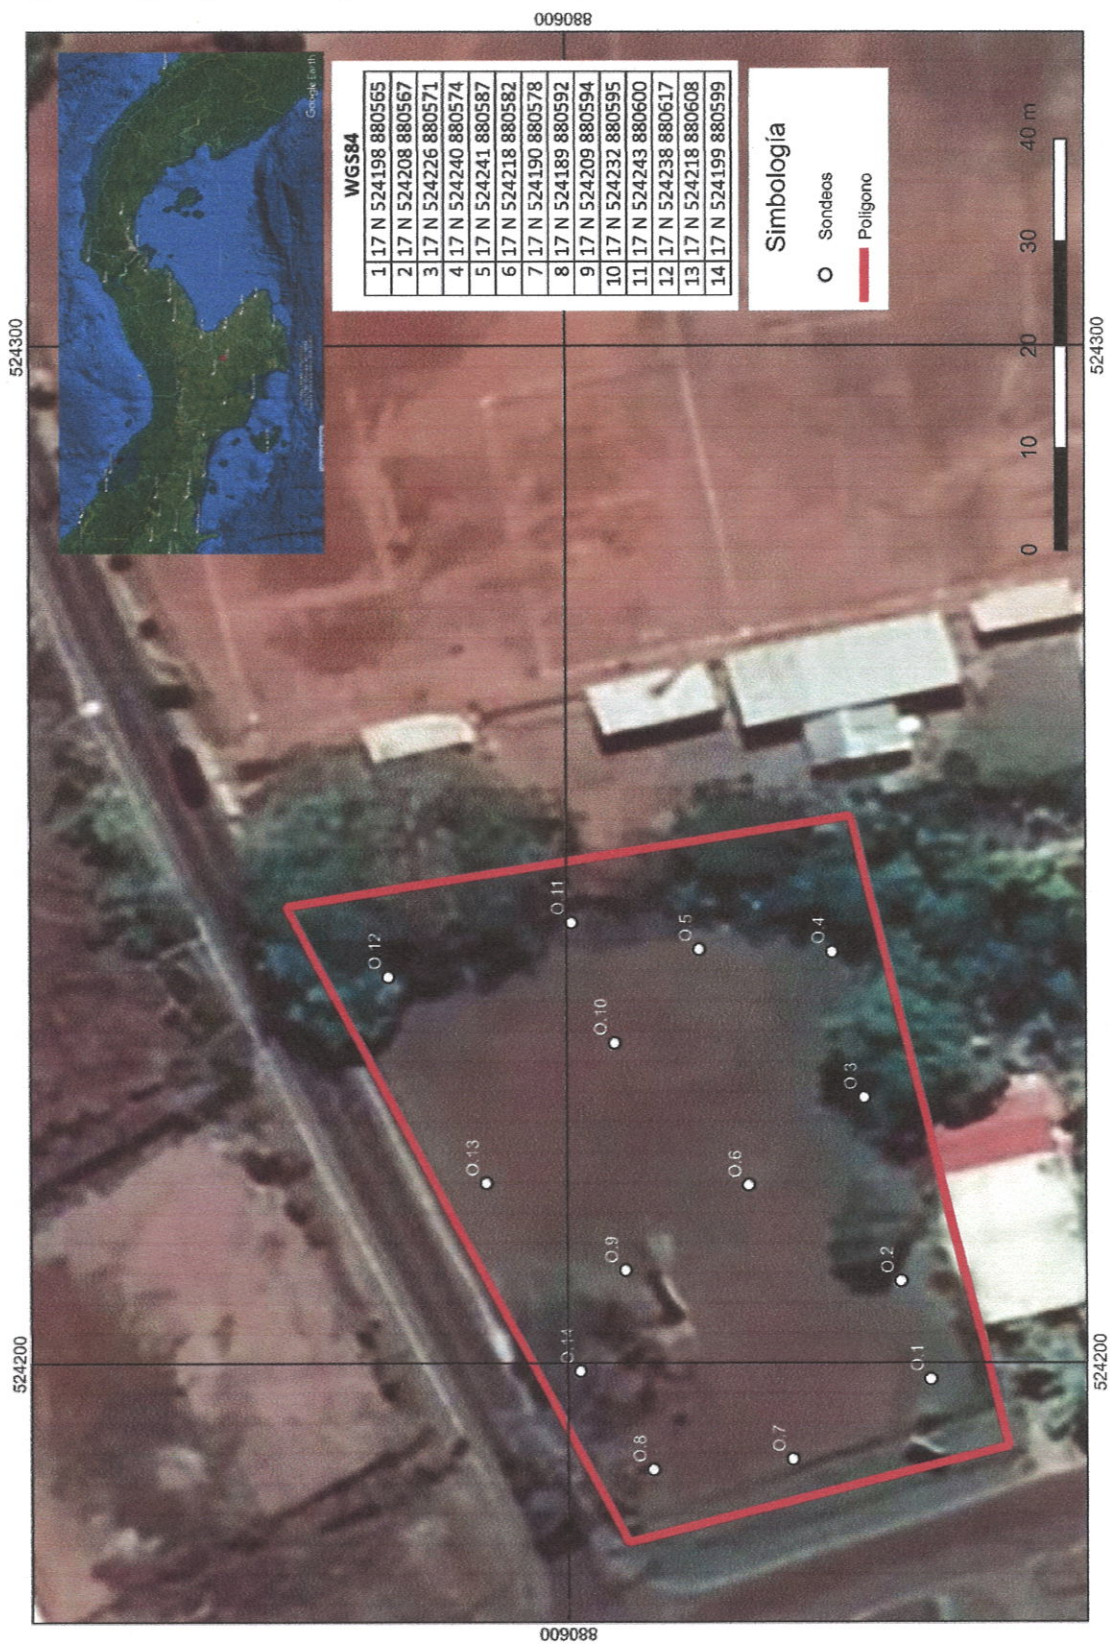 524200
524300
880600
880600
Google Earth
WGS84
1 17 N 524198 880565
2 17 N 524208 880567
3 17 N 524226 880571
4 17 N 524240 880574
5 17 N 524241 880587
6 17 N 524218 880582
7 17 N 524190 880578
8 17 N 524189 880592
9 17 N 524209 880594
10 17 N 524232 880595
11 17 N 524243 880600
12 17 N 524238 880617
13 17 N 524218 880608
14 17 N 524199 880599
Simbología
Sondeos
Polígono
O.12
O.11
O.13
O.10
O.5
O.14
O.9
O.4
O.8
O.6
O.3
O.7
O.2
O.1
0 10 20 30 40 m
524200
524300